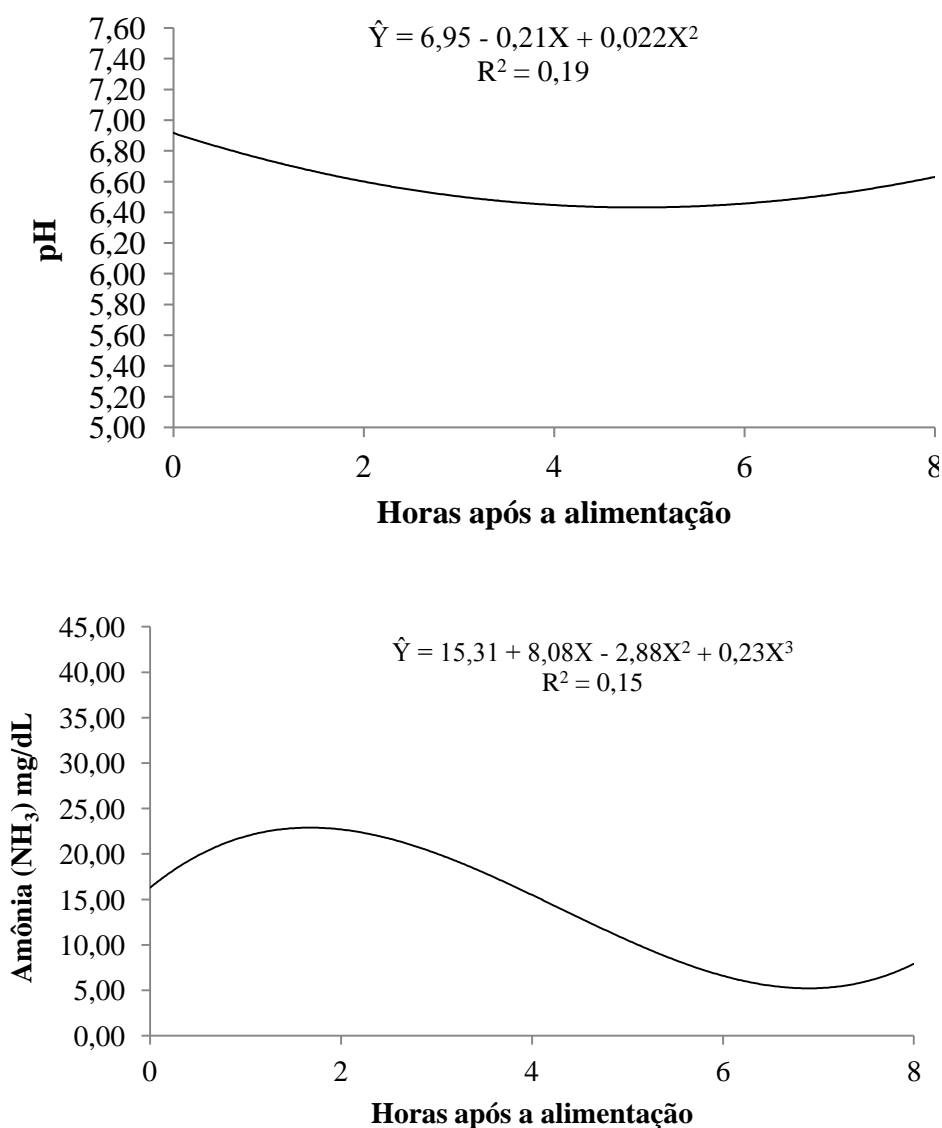 Ŷ = 6,95 - 0,21X + 0,022X²
R² = 0,19
7,60
7,40
7,20
7,00
6,80
6,60
6,40
6,20
6,00
5,80
5,60
5,40
5,20
5,00
pH
0 2 4 6 8
Horas após a alimentação
Ŷ = 15,31 + 8,08X - 2,88X² + 0,23X³
R² = 0,15
45,00
40,00
35,00
30,00
25,00
20,00
15,00
10,00
5,00
0,00
Amônia (NH₃) mg/dL
0 2 4 6 8
Horas após a alimentação